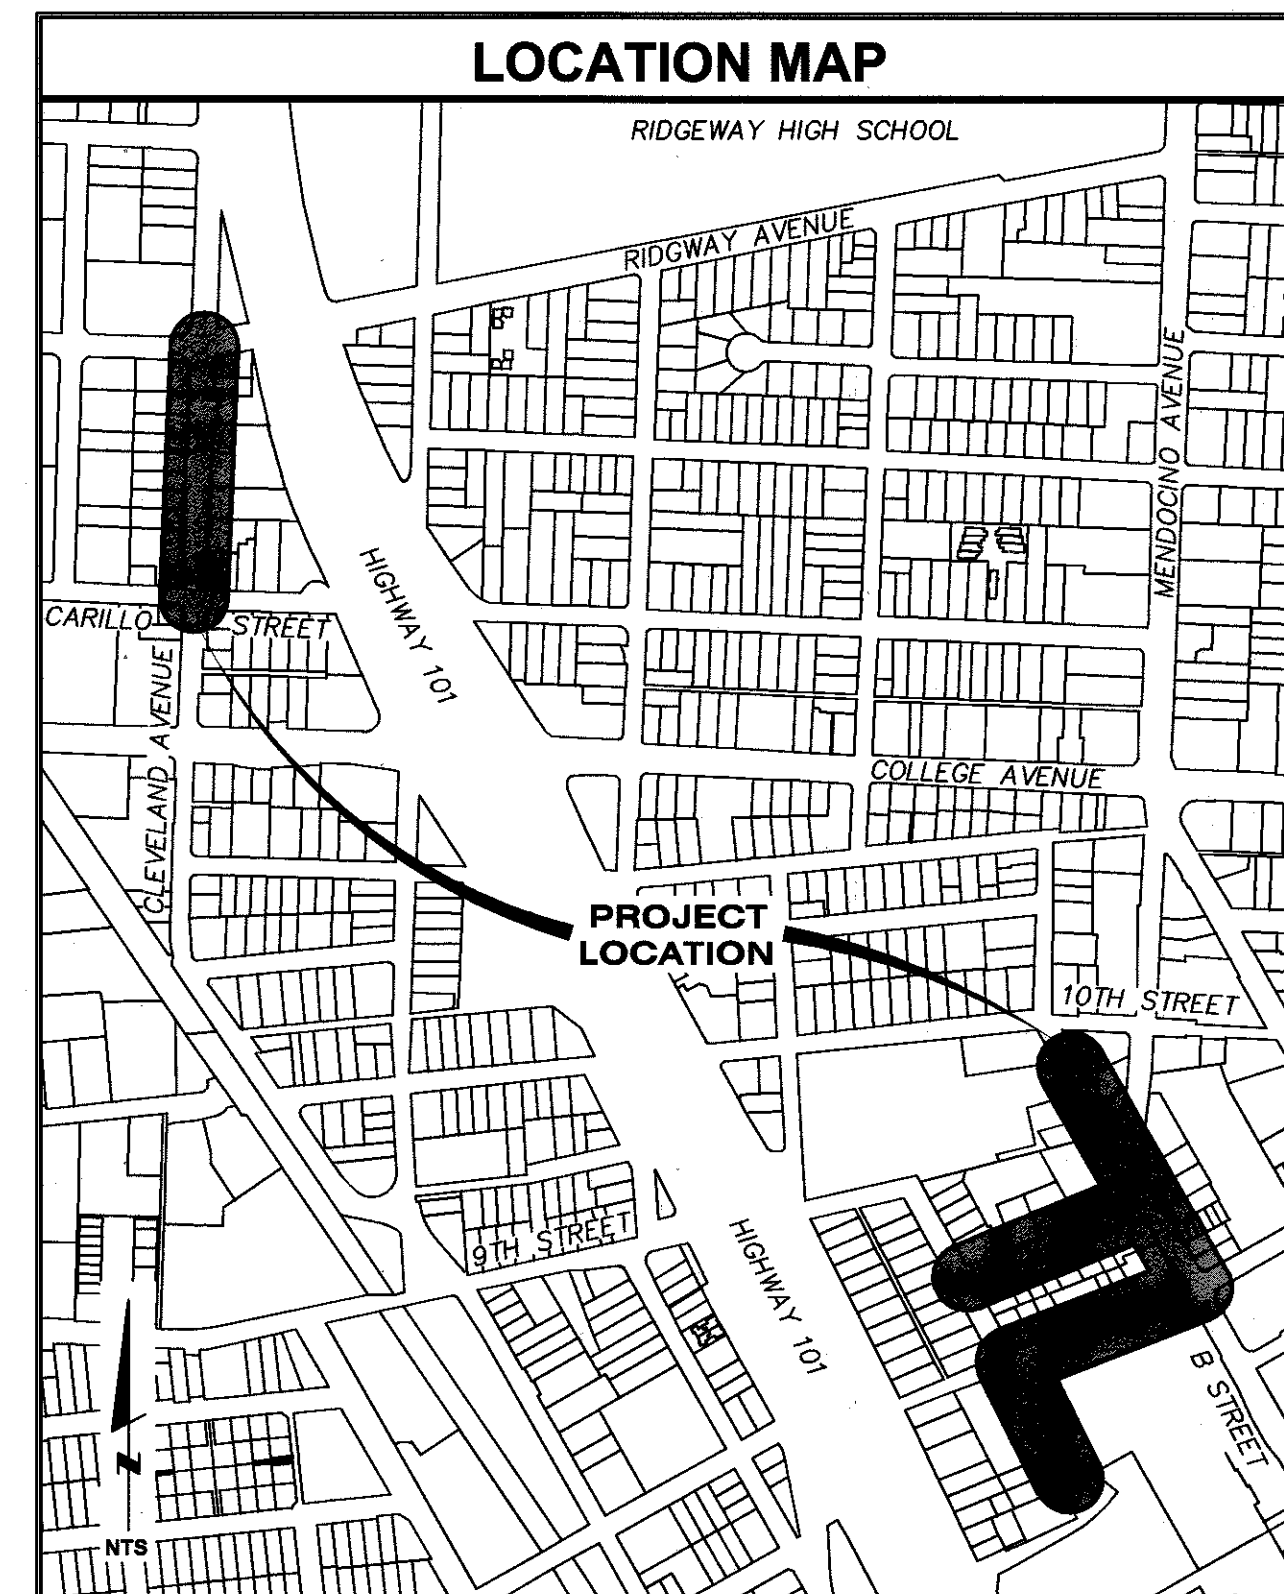 LOCATION MAP
RIDGEWAY HIGH SCHOOL
RIDGWAY AVENUE
MENDOCINO AVENUE
HIGHWAY 101
CARILLO STREET
CLEVELAND AVENUE
COLLEGE AVENUE
PROJECT
LOCATION
10TH STREET
9TH STREET
HIGHWAY 101
B STREET
N
NTS